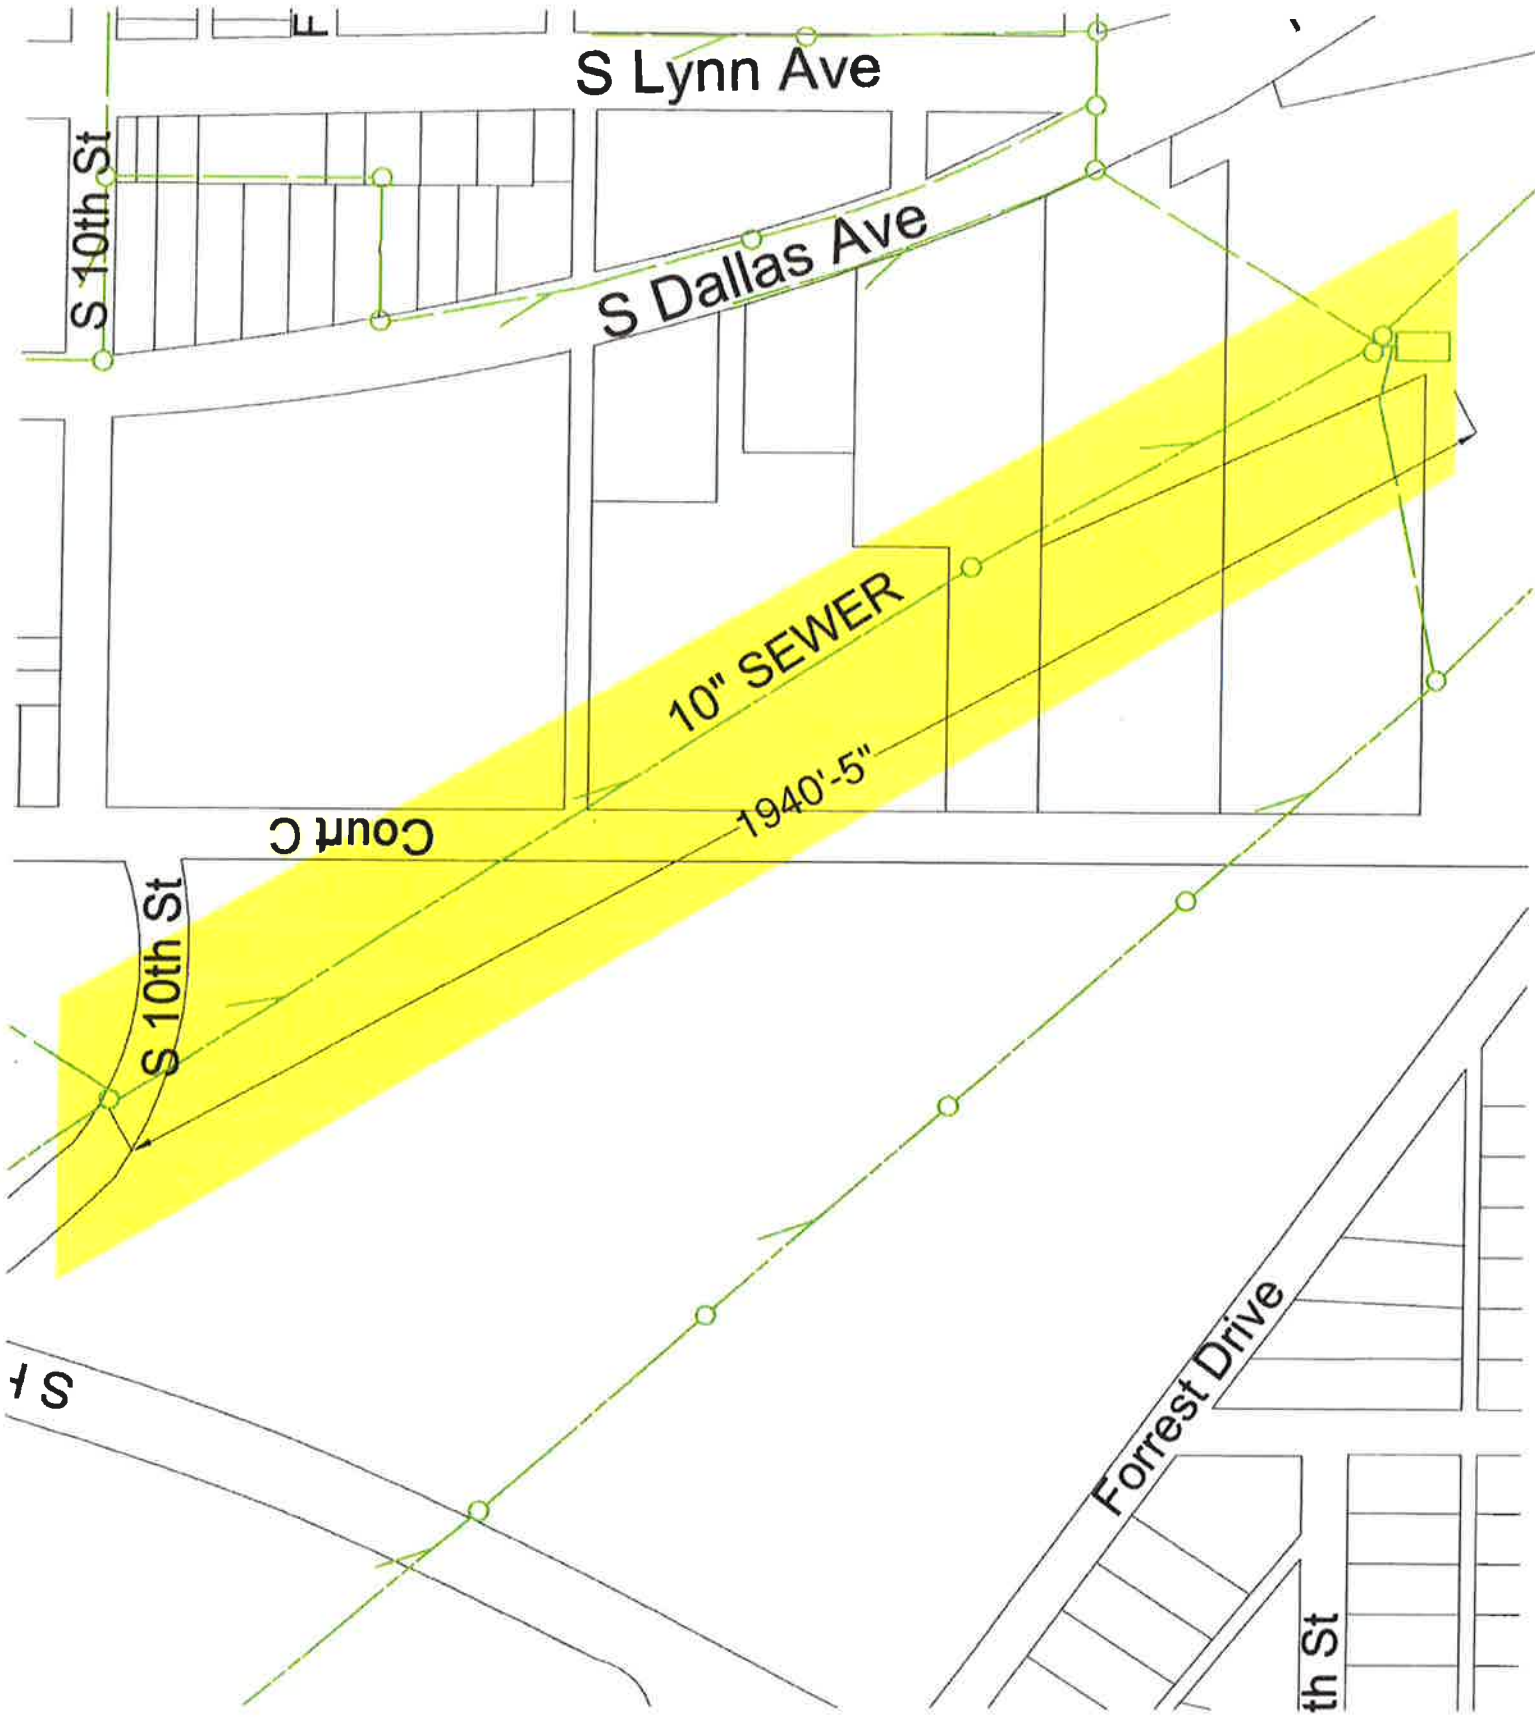 F
S Lynn Ave
S 10th St
S Dallas Ave
10" SEWER
1940'-5"
Court C
S 10th St
S
Forrest Drive
th St